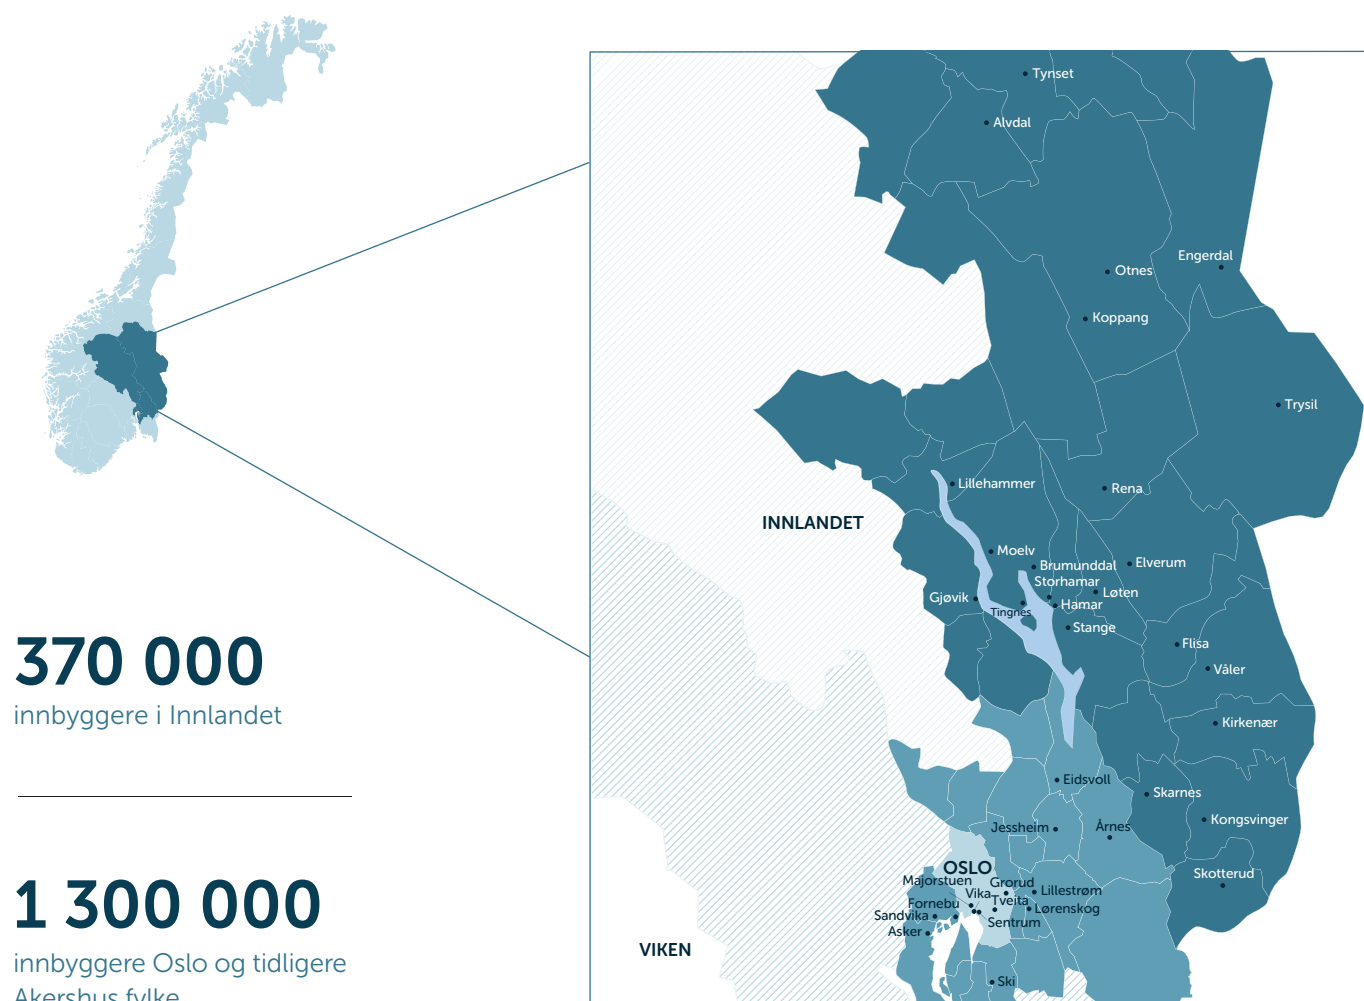 370 000
innbyggere i Innlandet
1 300 000
innbyggere Oslo og tidligere
Akershus fylke
Tynset
Alvdal
Engerdal
Otnes
Koppang
Trysil
Lillehammer
Rena
INNLANDET
Moelv
Brumunddal
Elverum
Storhamar
Løten
Gjøvik
Hamar
Tingnes
Stange
Flisa
Våler
Kirkenær
Eidsvoll
Skarnes
Kongsvinger
Jessheim
Årnes
OSLO
Skotterud
Majorstuen
Grorud
Lillestrøm
Vika
Tveita
Fornebu
Lørenskog
Sandvika
Sentrum
Asker
VIKEN
Ski